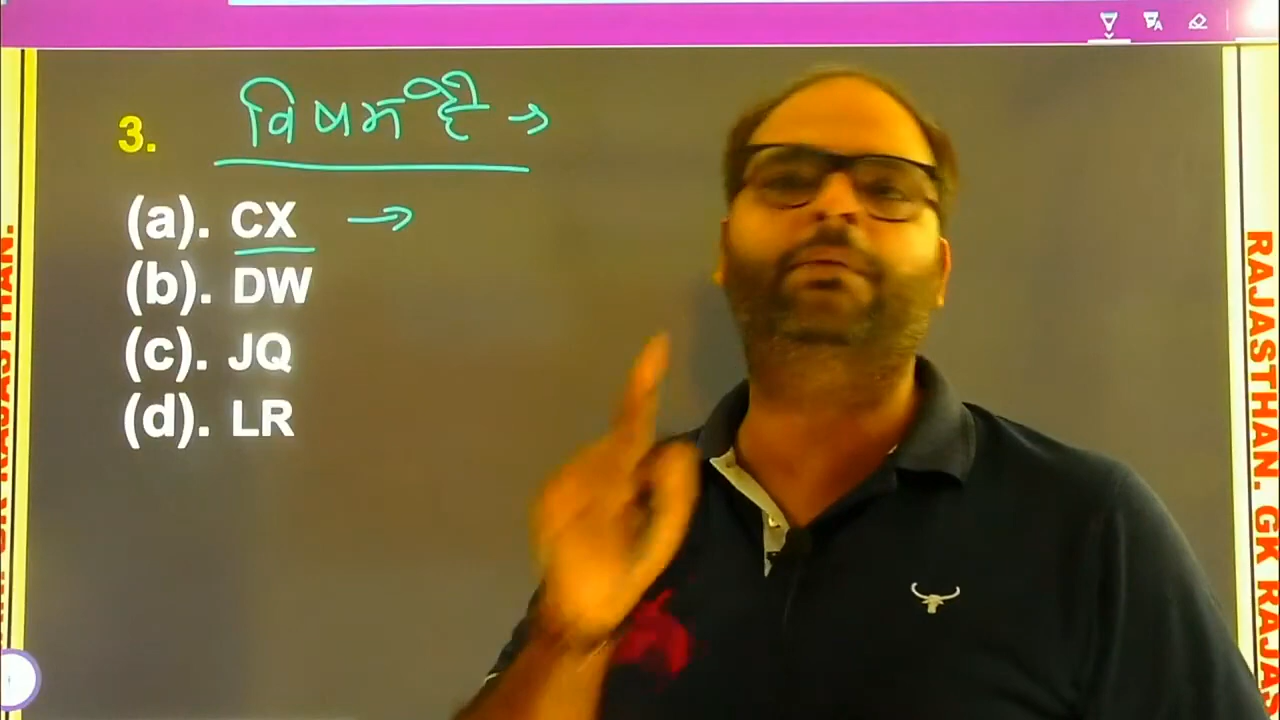 3. विषम है →
(a). CX →
(b). DW
(c). JQ
(d). LR
RAJASTHAN.
RAJASTHAN. GK RAJAS